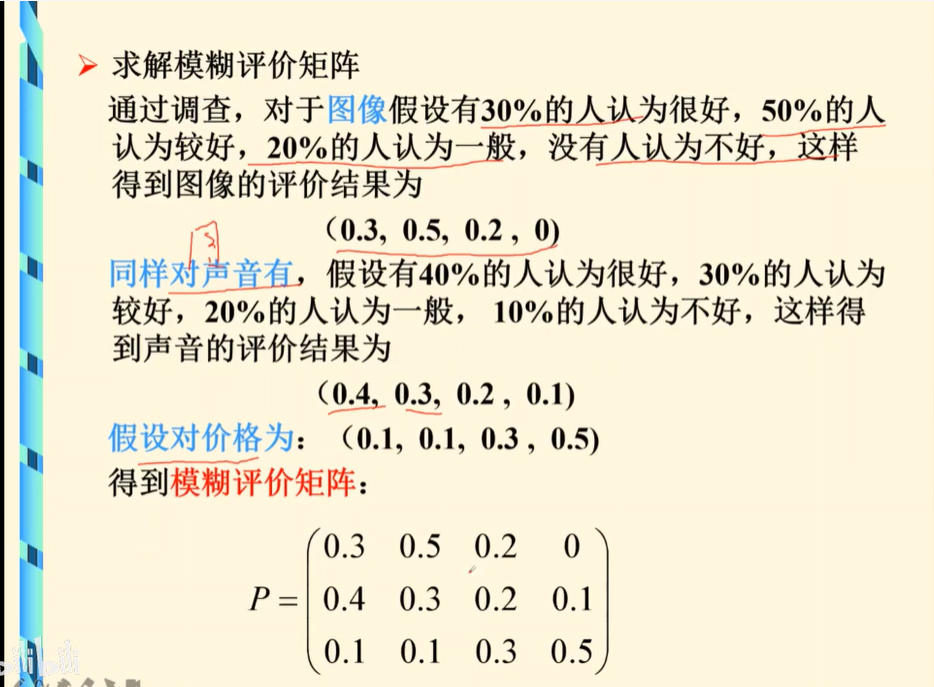 求解模糊评价矩阵
通过调查，对于图像假设有30%的人认为很好，50%的人
认为较好，20%的人认为一般，没有人认为不好，这样
得到图像的评价结果为
（0.3, 0.5, 0.2 , 0)
同样对声音有，假设有40%的人认为很好，30%的人认为
较好，20%的人认为一般， 10%的人认为不好，这样得
到声音的评价结果为
（0.4, 0.3, 0.2 , 0.1)
假设对价格为：（0.1, 0.1, 0.3 , 0.5)
得到模糊评价矩阵：
0.3 0.5 0.2 0
P = 0.4 0.3 0.2 0.1
0.1 0.1 0.3 0.5